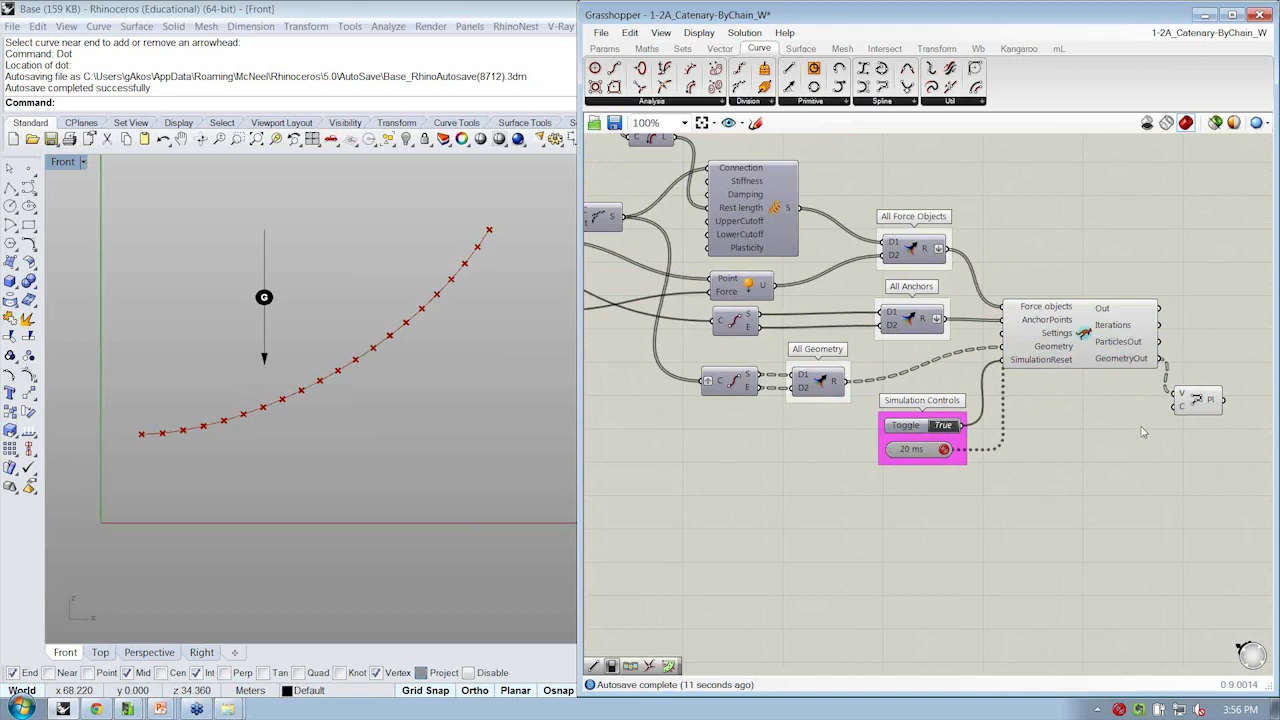 Base (159 KB) - Rhinoceros (Educational) (64-bit) - [Front]
File Edit View Curve Surface Solid Mesh Dimension Transform Tools Analyze Render Panels RhinoNest V-Ray
Select curve near end to add or remove an arrowhead:
Command: Dot
Location of dot:
Autosaving file as C:\Users\gAkos\AppData\Roaming\McNeel\Rhinoceros\5.0\AutoSave\Base_RhinoAutosave(8712).3dm
Autosave completed successfully
Command:
Standard CPlanes Set View Display Select Viewport Layout Visibility Transform Curve Tools Surface Tools
Front
G
z
x
Front Top Perspective Right
End Near Point Mid Cen Int Perp Tan Quad Knot Vertex Project Disable
World x 68.220 y 0.000 z 34.360 Meters Default Grid Snap Ortho Planar Osnap
Grasshopper - 1-2A_Catenary-ByChain_W*
File Edit View Display Solution Help 1-2A_Catenary-ByChain_W
Params Maths Sets Vector Curve Surface Mesh Intersect Transform Wb Kangaroo mL
Analysis Division Primitive Spline Util
100%
C L
Connection
Stiffness
Damping
Rest length S
UpperCutoff
LowerCutoff
Plasticity
S
All Force Objects
D1
D2 R
Point
Force U
All Anchors
D1
D2 R
C S
E
All Geometry
C S
E
D1
D2 R
Force objects Out
AnchorPoints Iterations
Settings ParticlesOut
Geometry GeometryOut
SimulationReset
V
C Pl
Simulation Controls
Toggle True
20 ms
Autosave complete (11 seconds ago) 0.9.0014
3:56 PM